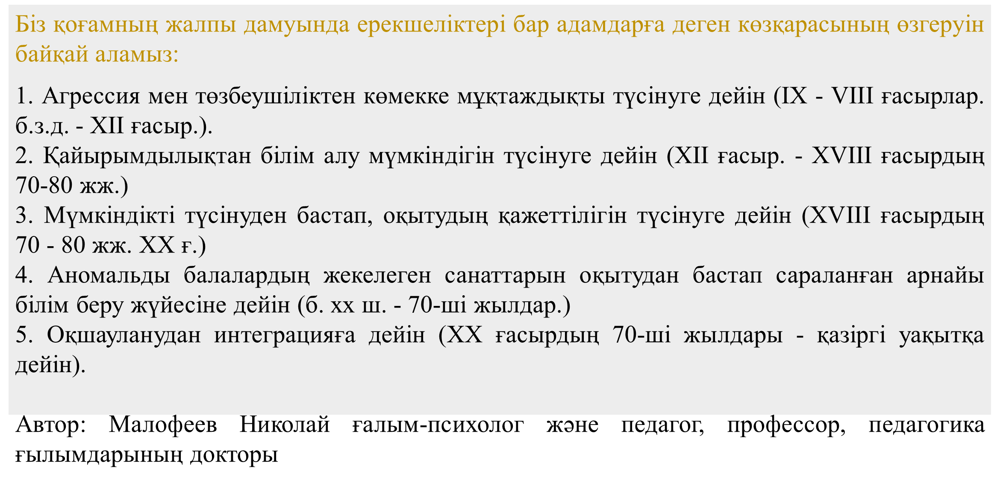 Біз қоғамның жалпы дамуында ерекшеліктері бар адамдарға деген көзқарасының өзгеруін
байқай аламыз:
1. Агрессия мен төзбеушіліктен көмекке мұқтаждықты түсінуге дейін (IX - VIII ғасырлар.
б.з.д. - XII ғасыр.).
2. Қайырымдылықтан білім алу мүмкіндігін түсінуге дейін (XII ғасыр. - XVIII ғасырдың
70-80 жж.)
3. Мүмкіндікті түсінуден бастап, оқытудың қажеттілігін түсінуге дейін (XVIII ғасырдың
70 - 80 жж. XX ғ.)
4. Аномальды балалардың жекелеген санаттарын оқытудан бастап сараланған арнайы
білім беру жүйесіне дейін (б. хх ш. - 70-ші жылдар.)
5. Оқшауланудан интеграцияға дейін (XX ғасырдың 70-ші жылдары - қазіргі уақытқа
дейін).
Автор: Малофеев Николай ғалым-психолог және педагог, профессор, педагогика
ғылымдарының докторы